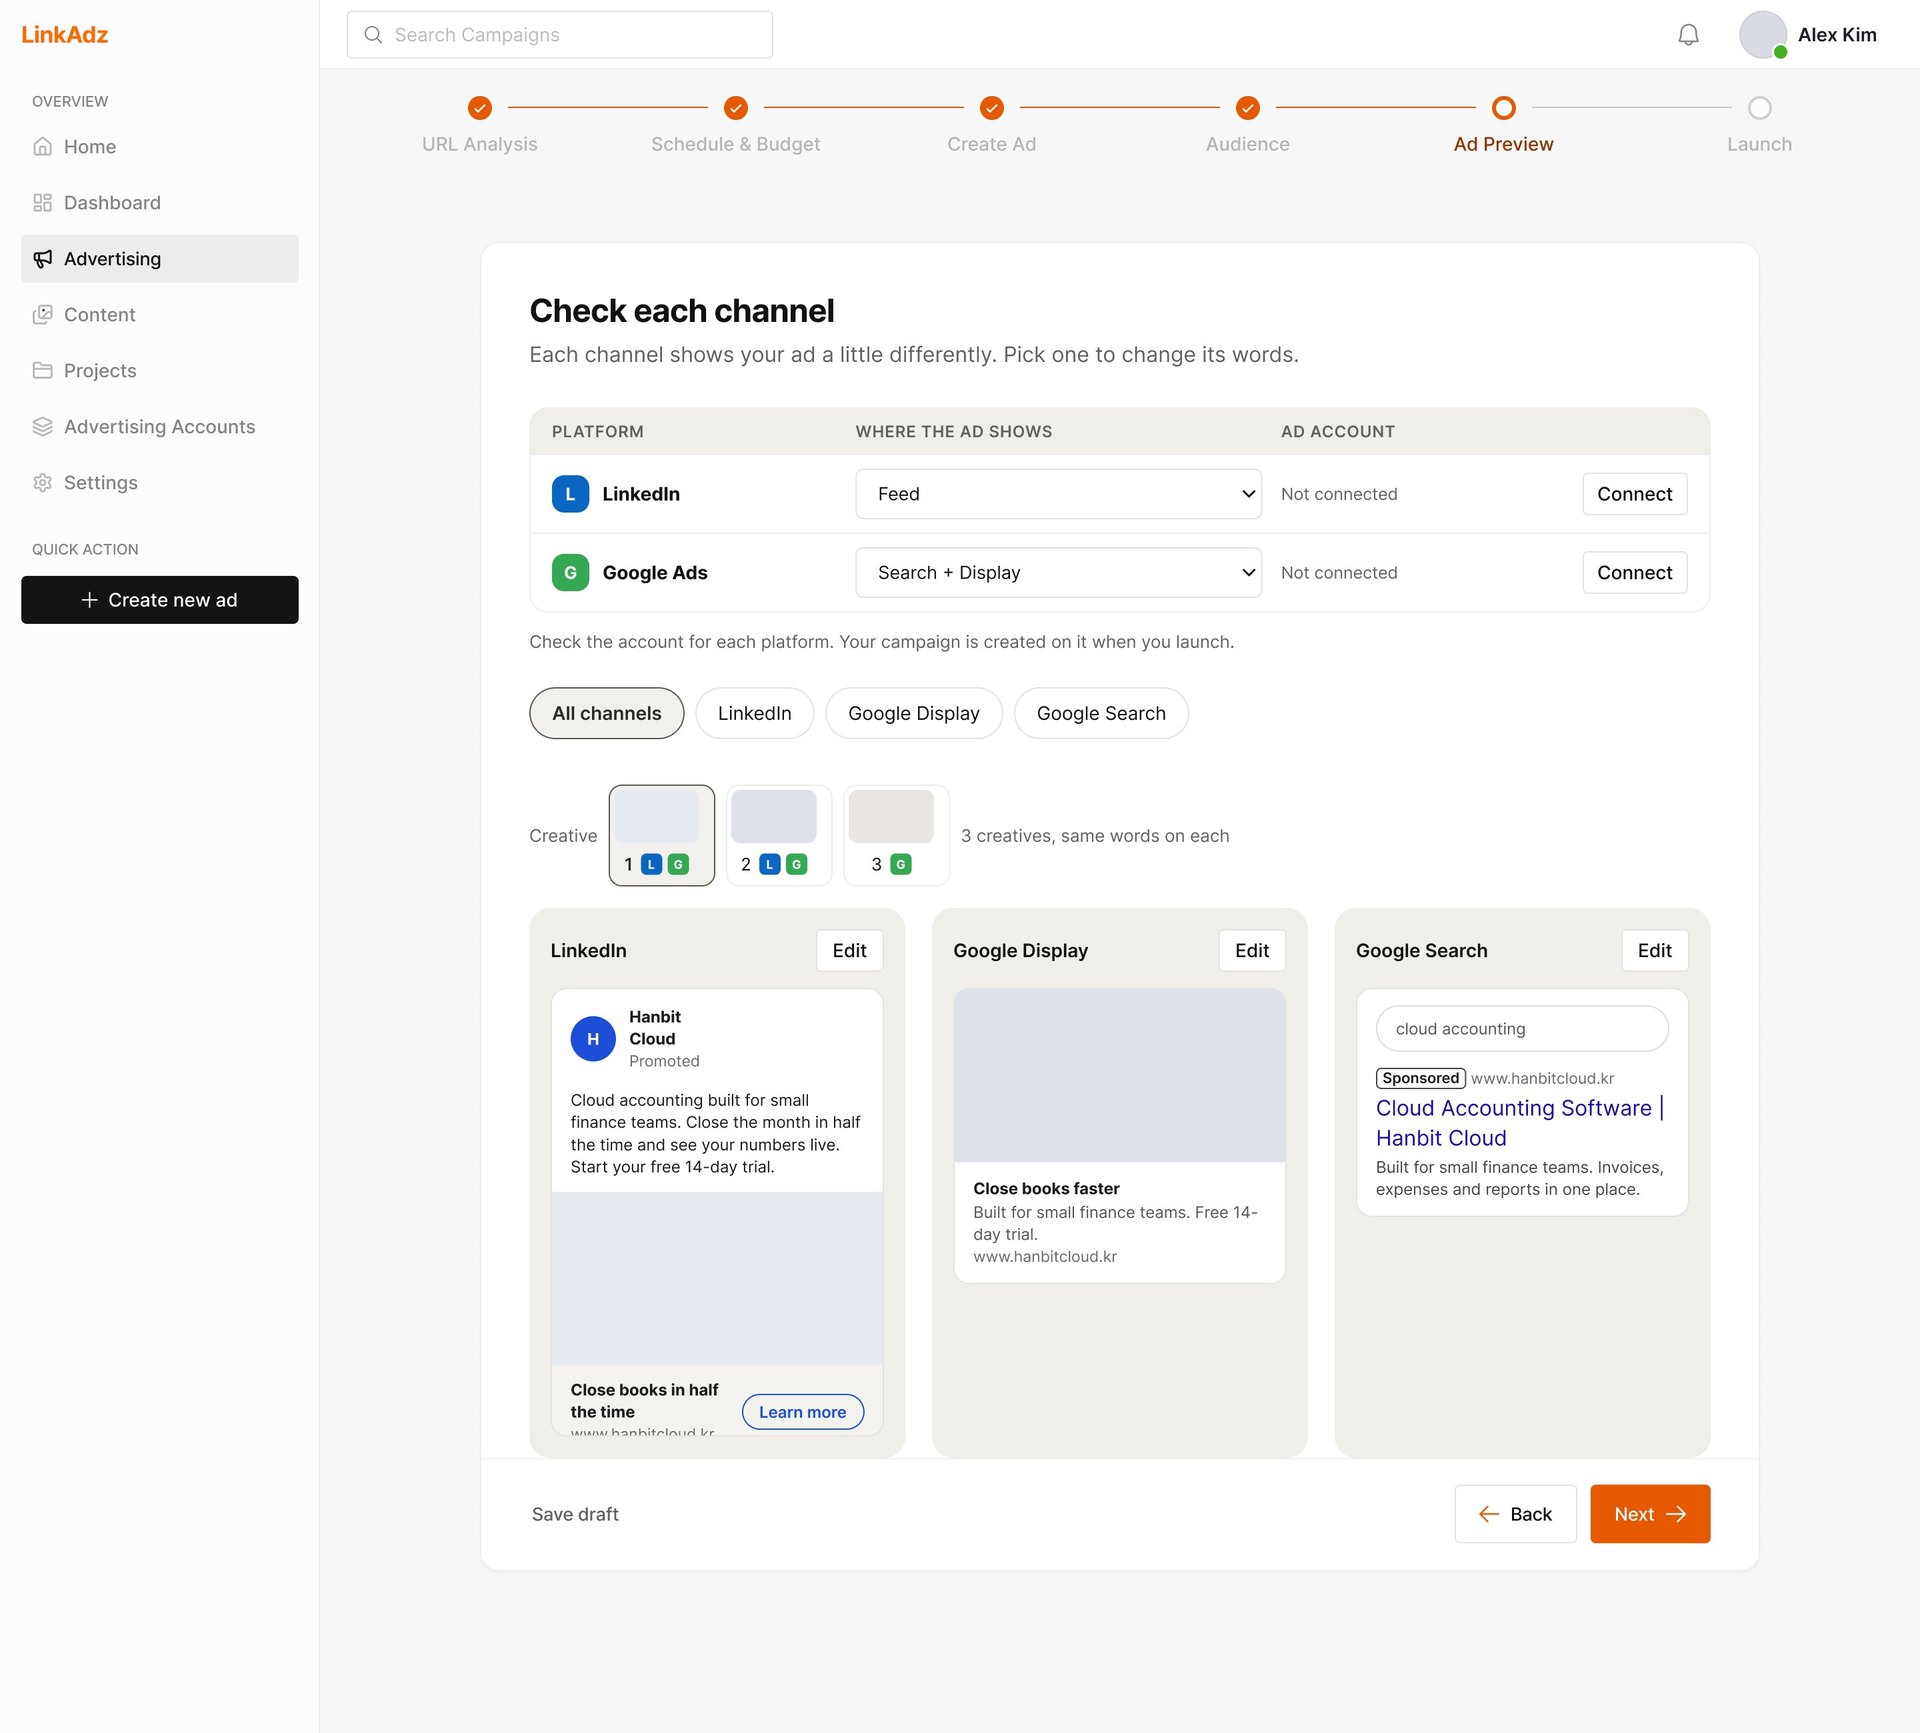 LinkAdz
Search Campaigns
Alex Kim
OVERVIEW
Home
Dashboard
Advertising
Content
Projects
Advertising Accounts
Settings
QUICK ACTION
Create new ad
URL Analysis
Schedule & Budget
Create Ad
Audience
Ad Preview
Launch
Check each channel
Each channel shows your ad a little differently. Pick one to change its words.
PLATFORM WHERE THE AD SHOWS AD ACCOUNT
L LinkedIn Feed Not connected Connect
G Google Ads Search + Display Not connected Connect
Check the account for each platform. Your campaign is created on it when you launch.
All channels LinkedIn Google Display Google Search
Creative
1 L G
2 L G
3 G
3 creatives, same words on each
LinkedIn Edit
H
Hanbit
Cloud
Promoted
Cloud accounting built for small
finance teams. Close the month in half
the time and see your numbers live.
Start your free 14-day trial.
Close books in half
the time
www.hanbitcloud.kr
Learn more
Google Display Edit
Close books faster
Built for small finance teams. Free 14-
day trial.
www.hanbitcloud.kr
Google Search Edit
cloud accounting
Sponsored www.hanbitcloud.kr
Cloud Accounting Software |
Hanbit Cloud
Built for small finance teams. Invoices,
expenses and reports in one place.
Save draft
Back
Next